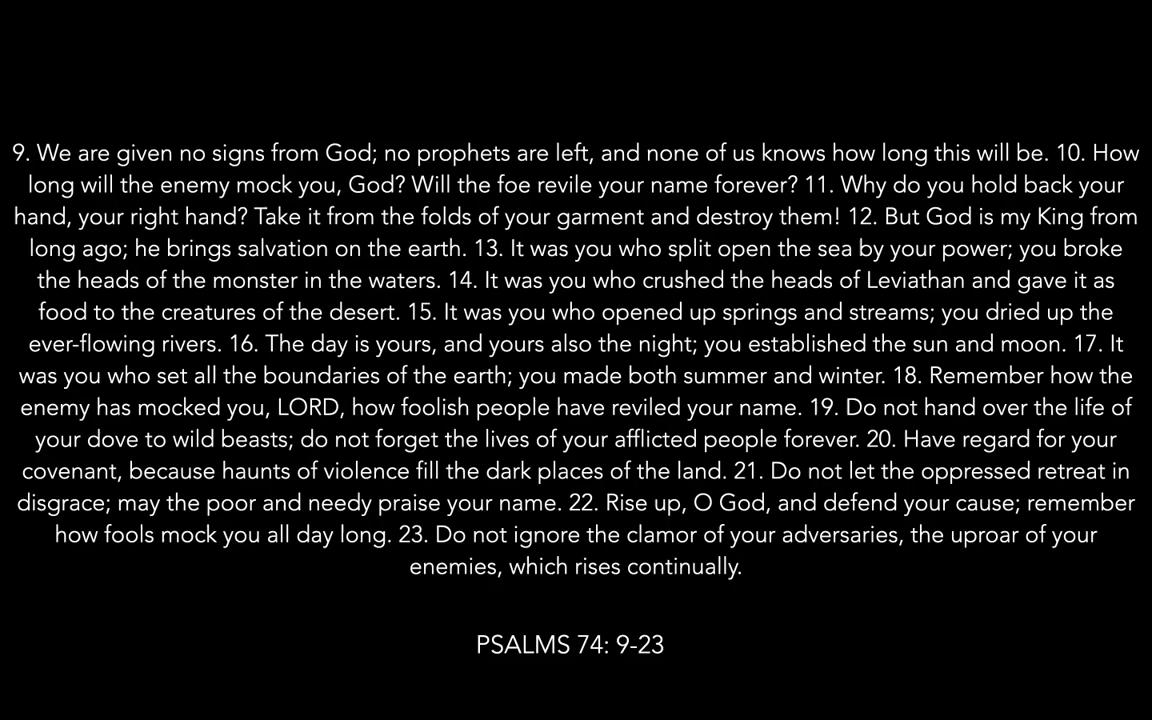 9. We are given no signs from God; no prophets are left, and none of us knows how long this will be. 10. How
long will the enemy mock you, God? Will the foe revile your name forever? 11. Why do you hold back your
hand, your right hand? Take it from the folds of your garment and destroy them! 12. But God is my King from
long ago; he brings salvation on the earth. 13. It was you who split open the sea by your power; you broke
the heads of the monster in the waters. 14. It was you who crushed the heads of Leviathan and gave it as
food to the creatures of the desert. 15. It was you who opened up springs and streams; you dried up the
ever-flowing rivers. 16. The day is yours, and yours also the night; you established the sun and moon. 17. It
was you who set all the boundaries of the earth; you made both summer and winter. 18. Remember how the
enemy has mocked you, LORD, how foolish people have reviled your name. 19. Do not hand over the life of
your dove to wild beasts; do not forget the lives of your afflicted people forever. 20. Have regard for your
covenant, because haunts of violence fill the dark places of the land. 21. Do not let the oppressed retreat in
disgrace; may the poor and needy praise your name. 22. Rise up, O God, and defend your cause; remember
how fools mock you all day long. 23. Do not ignore the clamor of your adversaries, the uproar of your
enemies, which rises continually.
PSALMS 74: 9-23